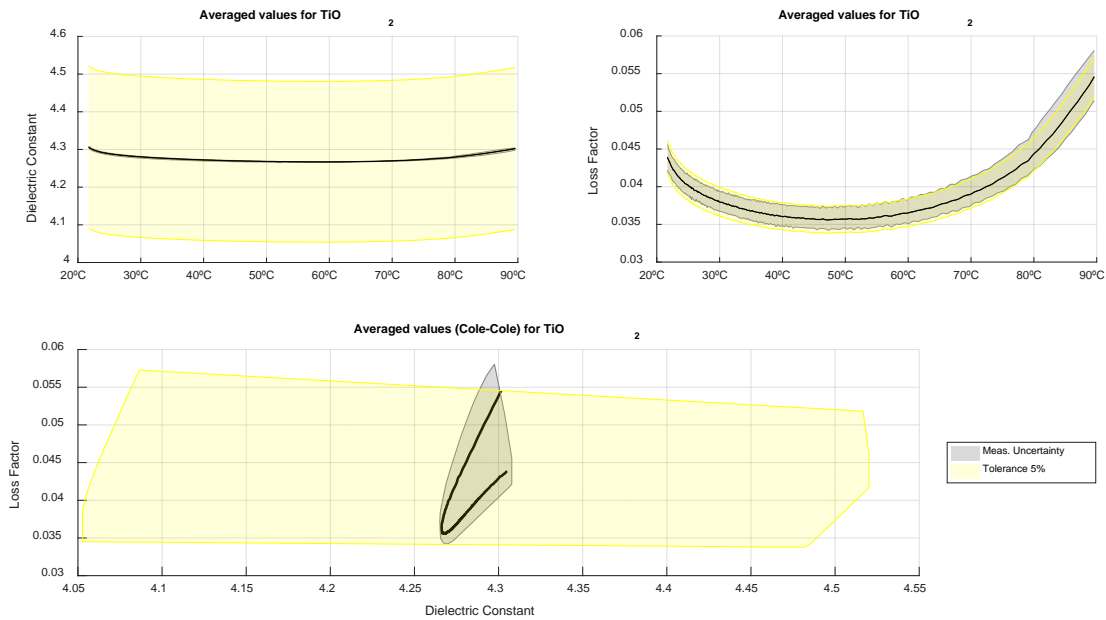 Averaged values for TiO 2
4.6
4.5
4.4
4.3
4.2
4.1
4
Dielectric Constant
20ºC 30ºC 40ºC 50ºC 60ºC 70ºC 80ºC 90ºC
Averaged values for TiO 2
0.06
0.055
0.05
0.045
0.04
0.035
0.03
Loss Factor
20ºC 30ºC 40ºC 50ºC 60ºC 70ºC 80ºC 90ºC
Averaged values (Cole-Cole) for TiO 2
0.06
0.055
0.05
0.045
0.04
0.035
0.03
Loss Factor
4.05 4.1 4.15 4.2 4.25 4.3 4.35 4.4 4.45 4.5 4.55
Dielectric Constant
Meas. Uncertainty
Tolerance 5%